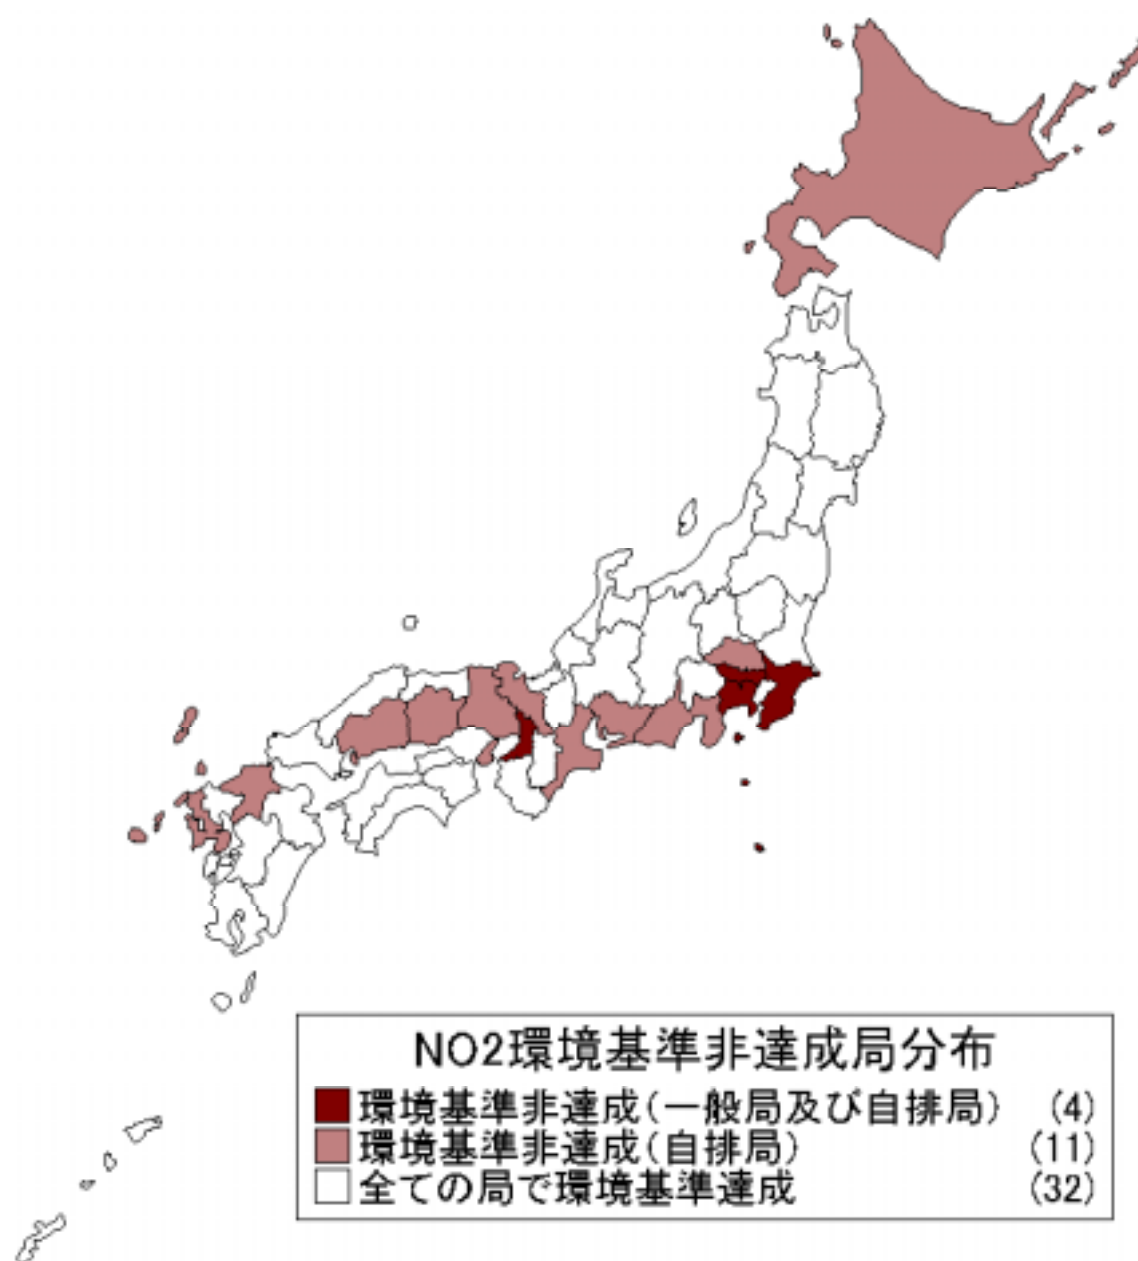 NO2環境基準非達成局分布
環境基準非達成(一般局及び自排局) (4)
環境基準非達成(自排局) (11)
全ての局で環境基準達成 (32)